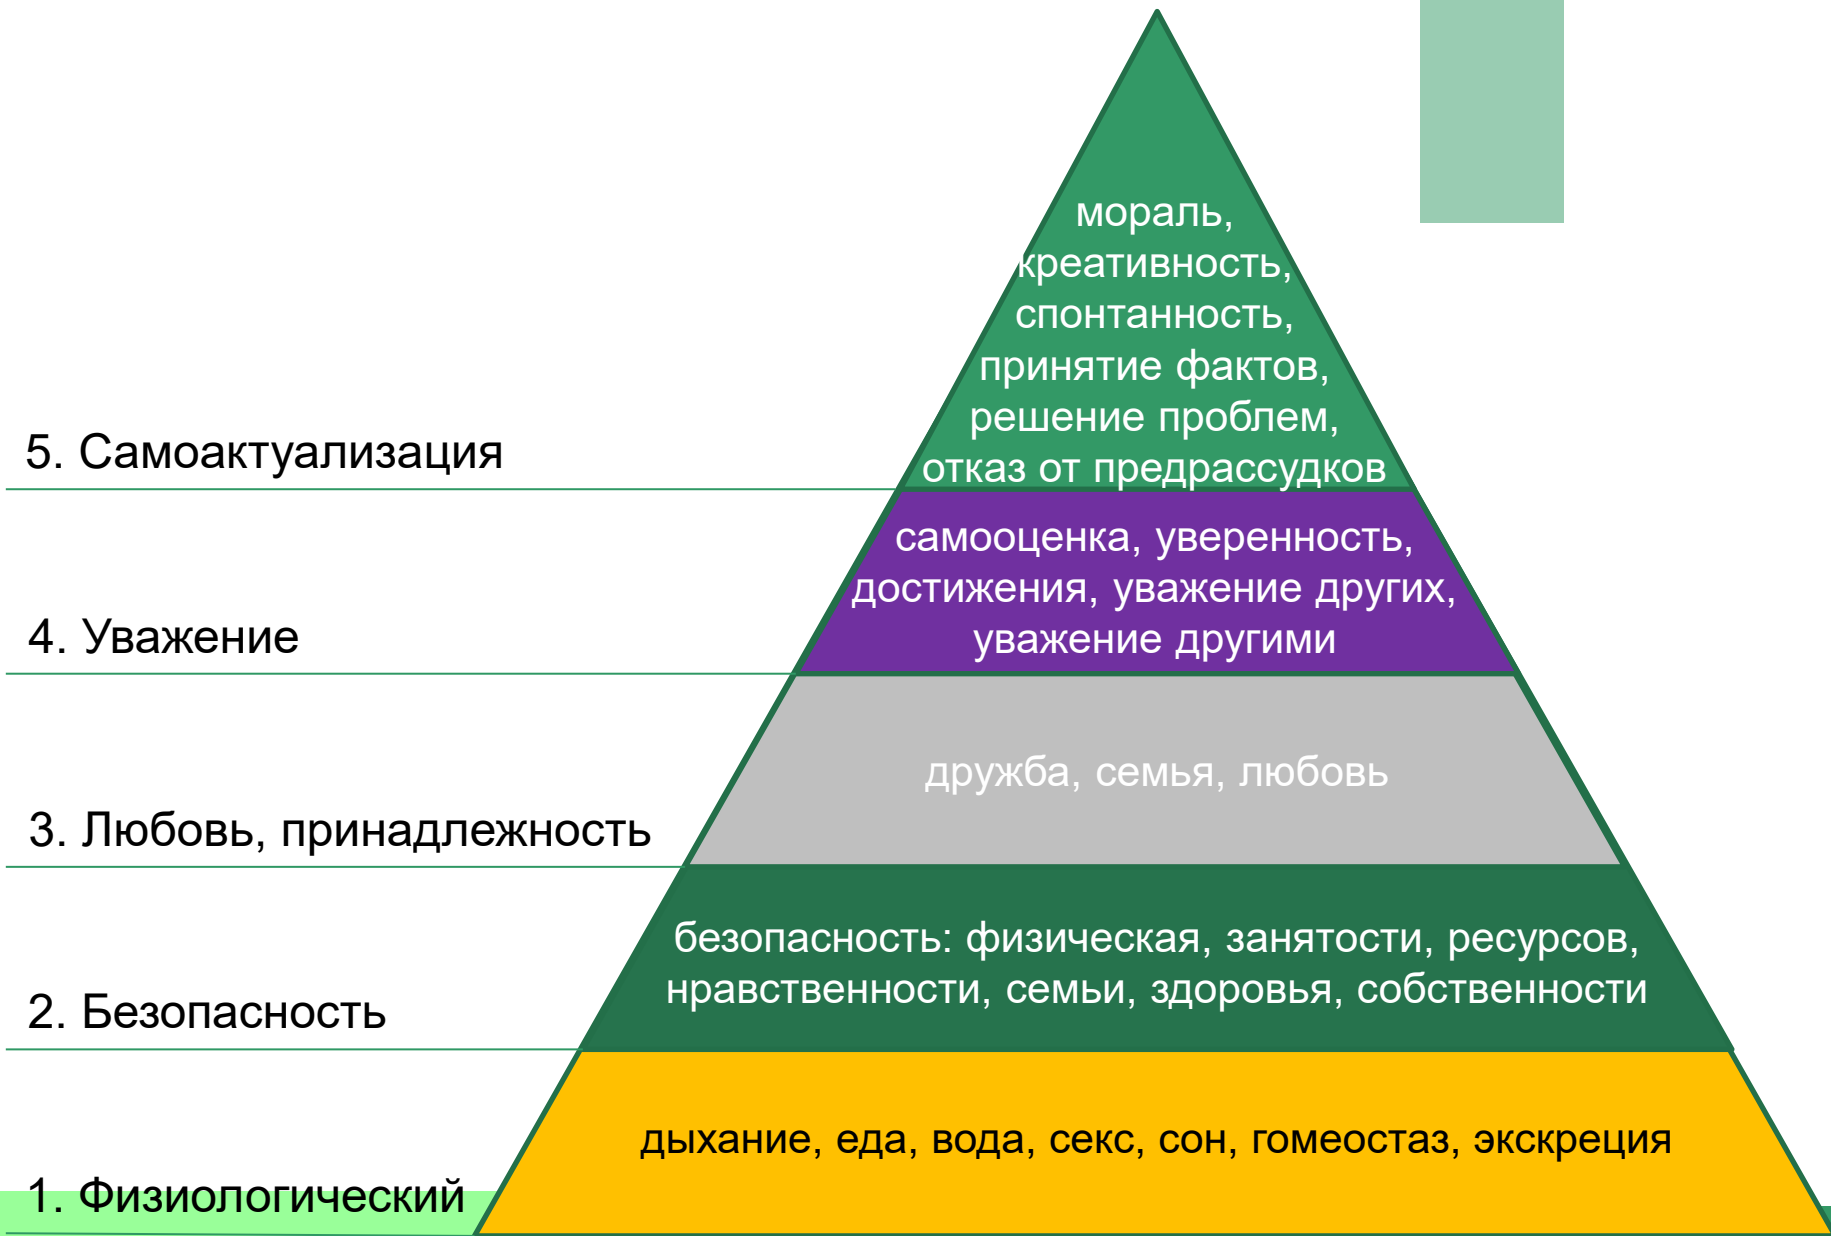 мораль,
креативность,
спонтанность,
принятие фактов,
решение проблем,
отказ от предрассудков
5. Самоактуализация
самооценка, уверенность,
достижения, уважение других,
уважение другими
4. Уважение
дружба, семья, любовь
3. Любовь, принадлежность
безопасность: физическая, занятости, ресурсов,
нравственности, семьи, здоровья, собственности
2. Безопасность
дыхание, еда, вода, секс, сон, гомеостаз, экскреция
1. Физиологический